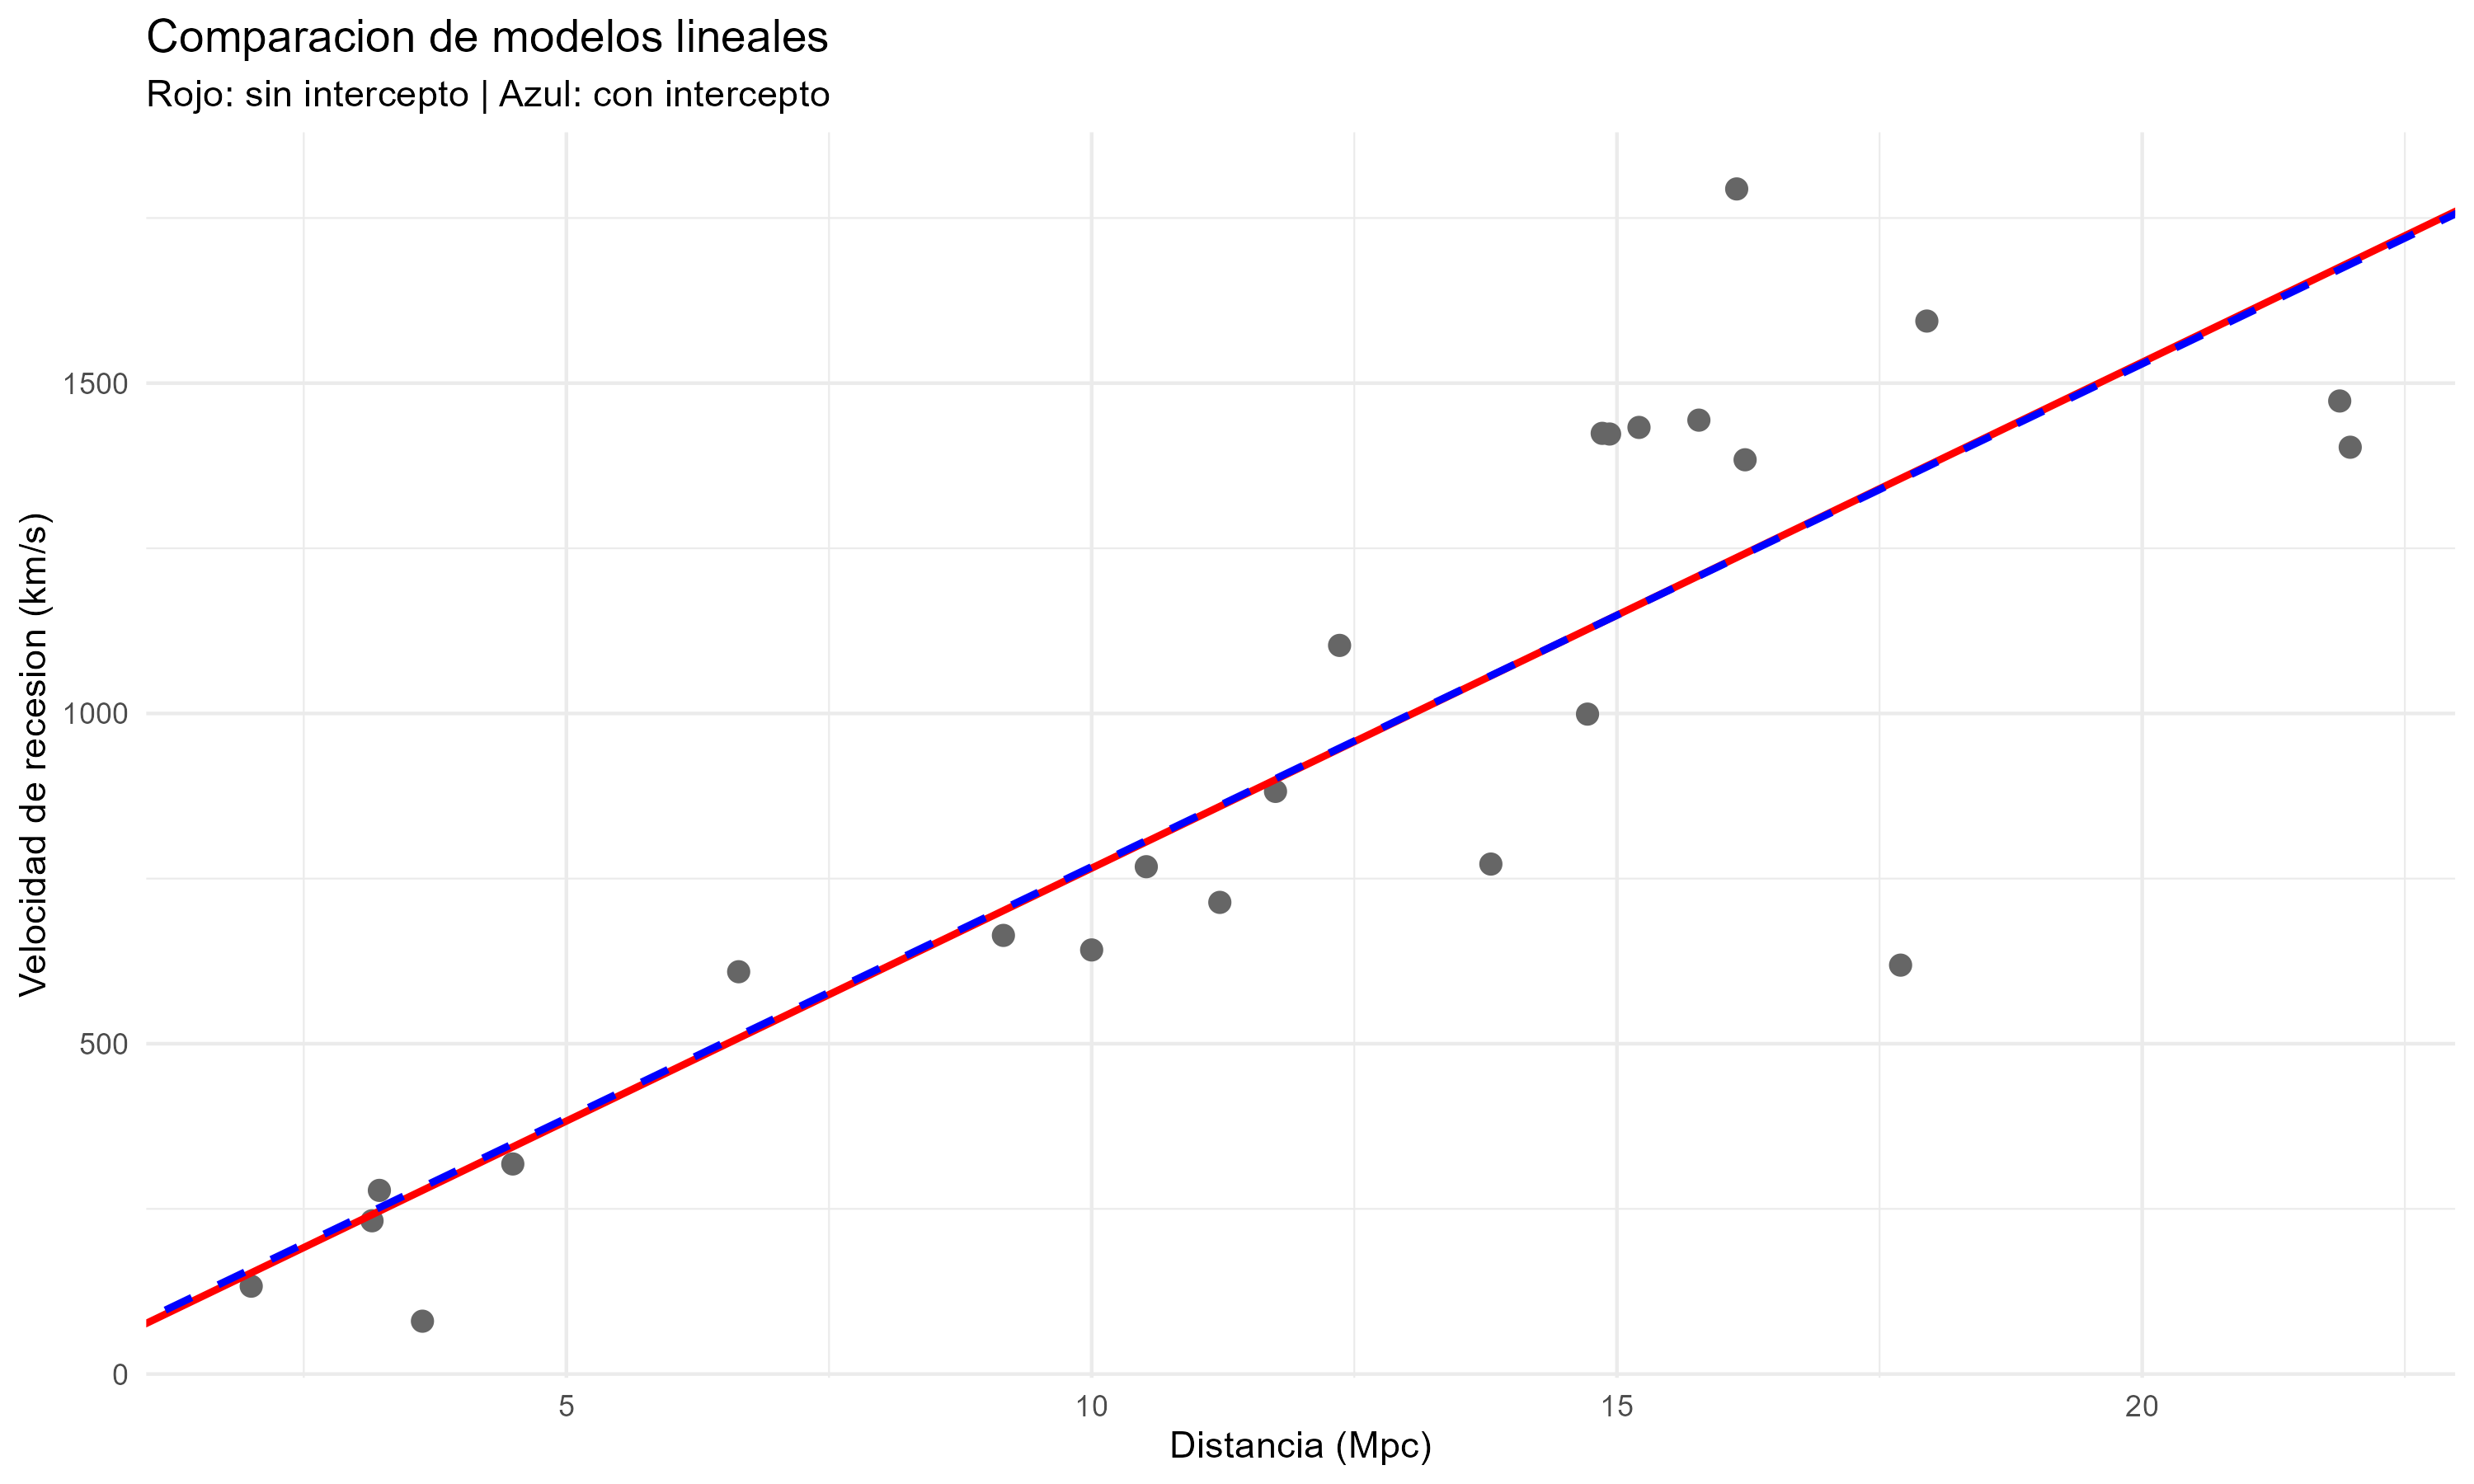 Comparacion de modelos lineales
Rojo: sin intercepto | Azul: con intercepto
Velocidad de recesion (km/s)
1500
1000
500
0
5
10
15
20
Distancia (Mpc)